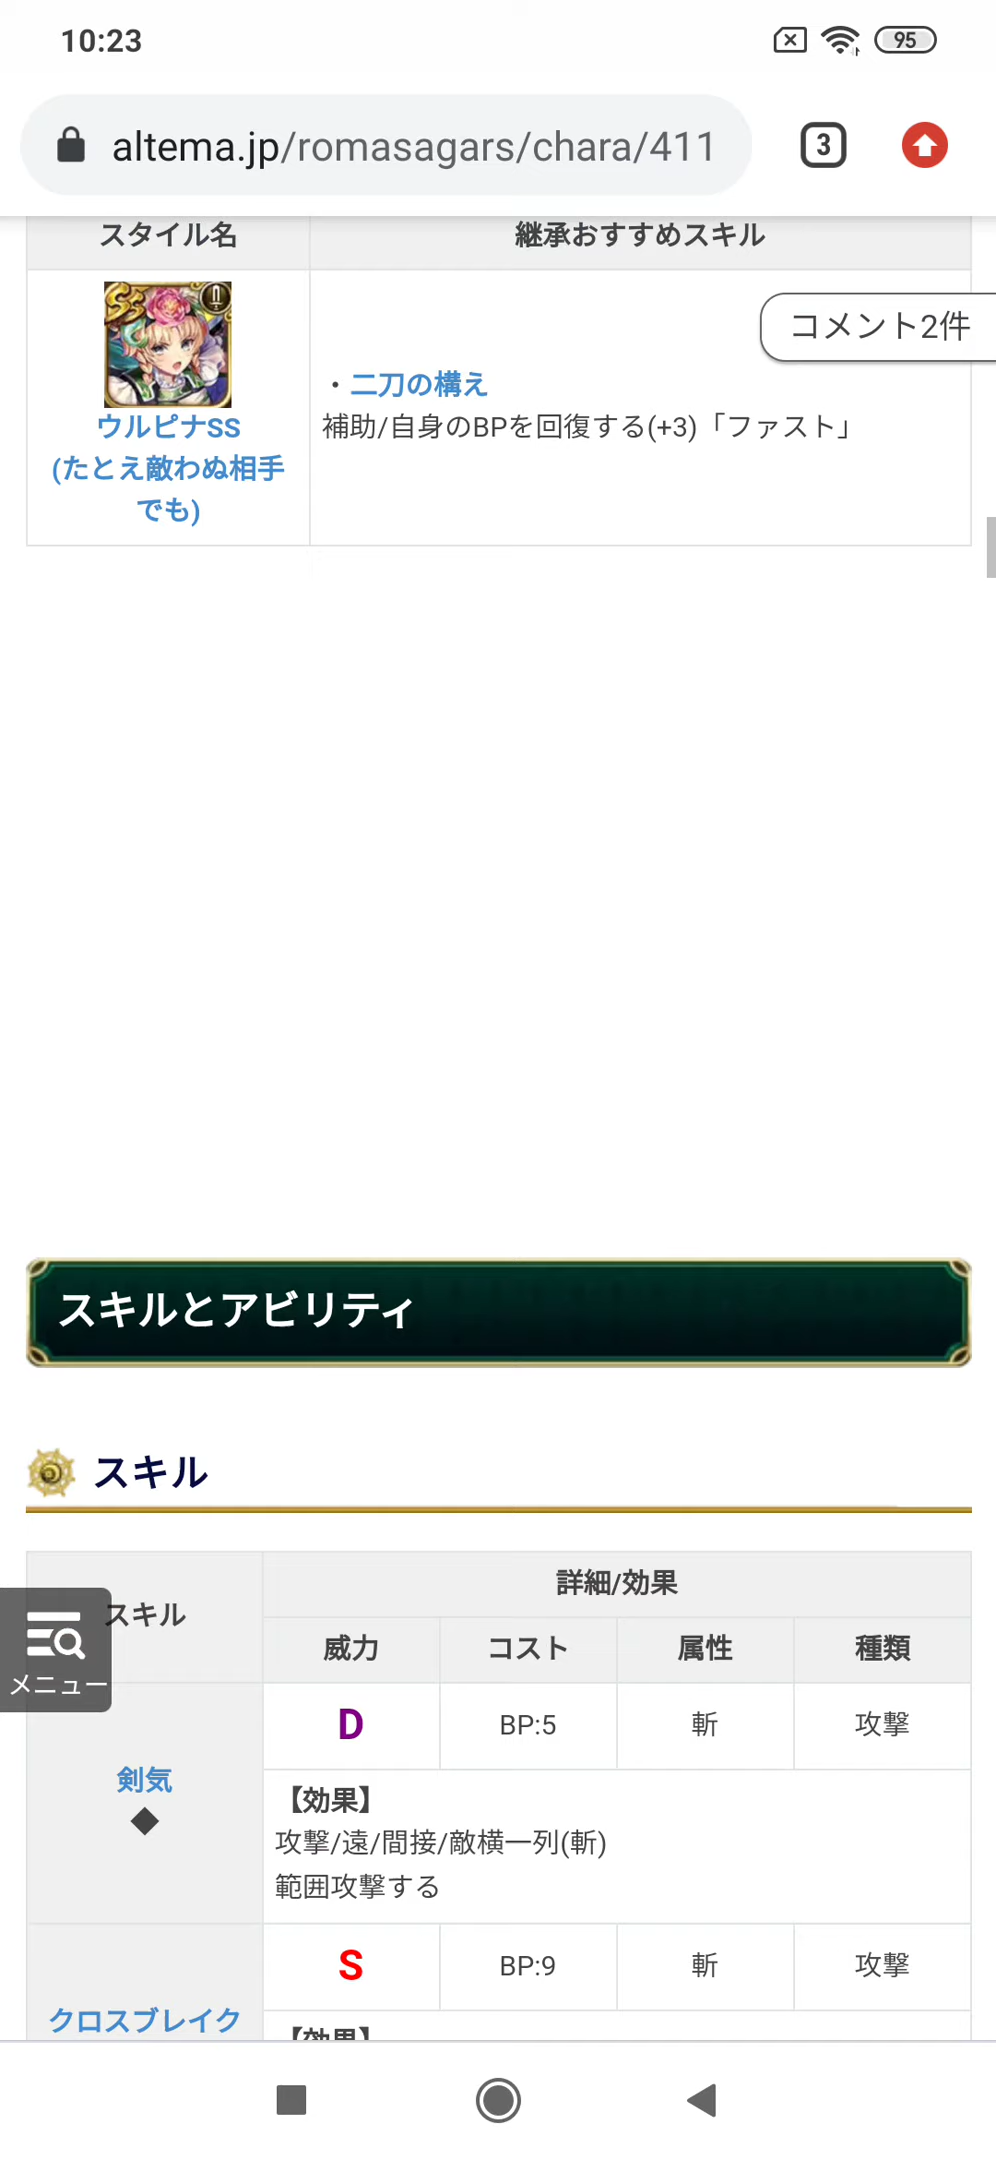 10:23
95
altema.jp/romasagars/chara/411
3
スタイル名
継承おすすめスキル
コメント2件
SS
ウルピナSS
(たとえ敵わぬ相手
でも)
・二刀の構え
補助/自身のBPを回復する(+3)「ファスト」
スキルとアビリティ
スキル
スキル
詳細/効果
威力
コスト
属性
種類
メニュー
剣気
◆
D
BP:5
斬
攻撃
【効果】
攻撃/遠/間接/敵横一列(斬)
範囲攻撃する
クロスブレイク
S
BP:9
斬
攻撃
【効果】